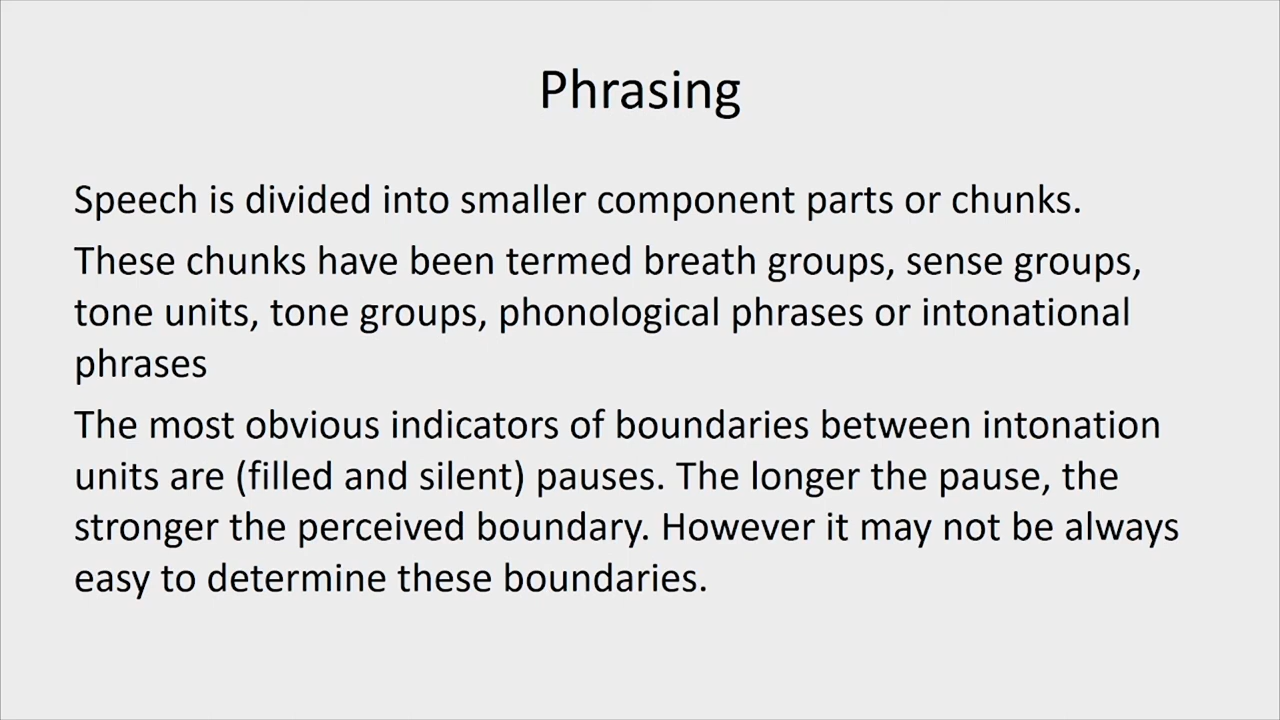 Phrasing
Speech is divided into smaller component parts or chunks.
These chunks have been termed breath groups, sense groups,
tone units, tone groups, phonological phrases or intonational
phrases
The most obvious indicators of boundaries between intonation
units are (filled and silent) pauses. The longer the pause, the
stronger the perceived boundary. However it may not be always
easy to determine these boundaries.